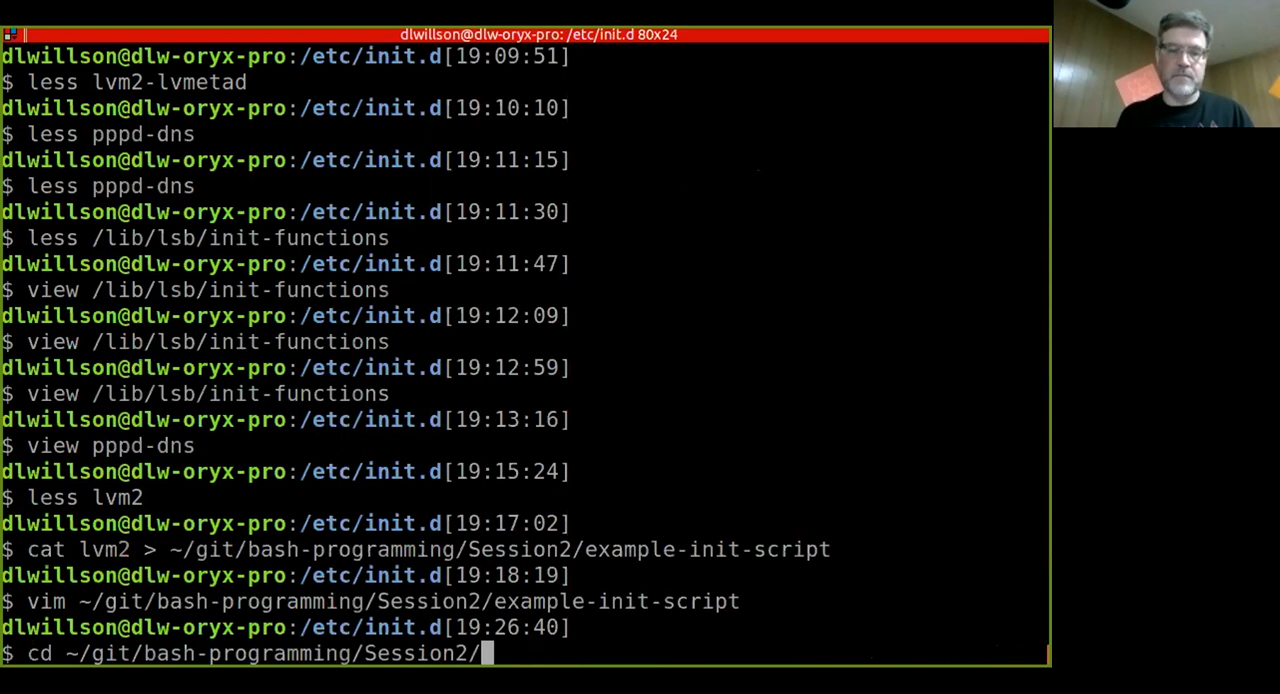 dlwillson@dlw-oryx-pro: /etc/init.d 80x24
dlwillson@dlw-oryx-pro:/etc/init.d[19:09:51]
$ less lvm2-lvmetad
dlwillson@dlw-oryx-pro:/etc/init.d[19:10:10]
$ less pppd-dns
dlwillson@dlw-oryx-pro:/etc/init.d[19:11:15]
$ less pppd-dns
dlwillson@dlw-oryx-pro:/etc/init.d[19:11:30]
$ less /lib/lsb/init-functions
dlwillson@dlw-oryx-pro:/etc/init.d[19:11:47]
$ view /lib/lsb/init-functions
dlwillson@dlw-oryx-pro:/etc/init.d[19:12:09]
$ view /lib/lsb/init-functions
dlwillson@dlw-oryx-pro:/etc/init.d[19:12:59]
$ view /lib/lsb/init-functions
dlwillson@dlw-oryx-pro:/etc/init.d[19:13:16]
$ view pppd-dns
dlwillson@dlw-oryx-pro:/etc/init.d[19:15:24]
$ less lvm2
dlwillson@dlw-oryx-pro:/etc/init.d[19:17:02]
$ cat lvm2 > ~/git/bash-programming/Session2/example-init-script
dlwillson@dlw-oryx-pro:/etc/init.d[19:18:19]
$ vim ~/git/bash-programming/Session2/example-init-script
dlwillson@dlw-oryx-pro:/etc/init.d[19:26:40]
$ cd ~/git/bash-programming/Session2/